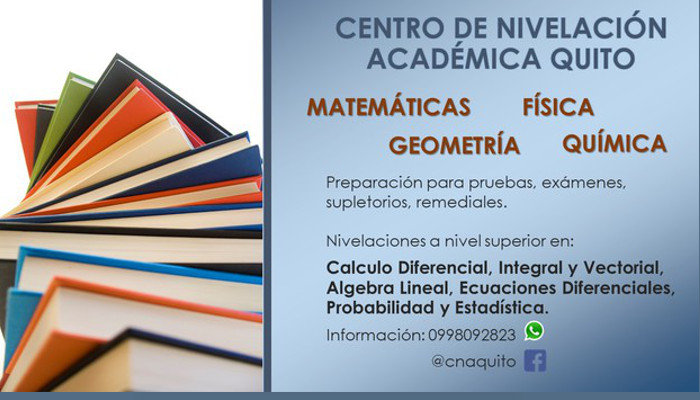 CENTRO DE NIVELACIÓN
ACADÉMICA QUITO
MATEMÁTICAS FÍSICA
GEOMETRÍA QUÍMICA
Preparación para pruebas, exámenes,
supletorios, remediales.
Nivelaciones a nivel superior en:
Calculo Diferencial, Integral y Vectorial,
Algebra Lineal, Ecuaciones Diferenciales,
Probabilidad y Estadística.
Información: 0998092823
@cnaquito